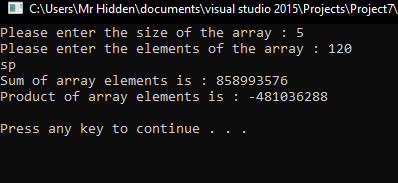 C:\Users\Mr Hidden\documents\visual studio 2015\Projects\Project7\
Please enter the size of the array : 5
Please enter the elements of the array : 120
sp
Sum of array elements is : 858993576
Product of array elements is : -481036288
Press any key to continue . . .